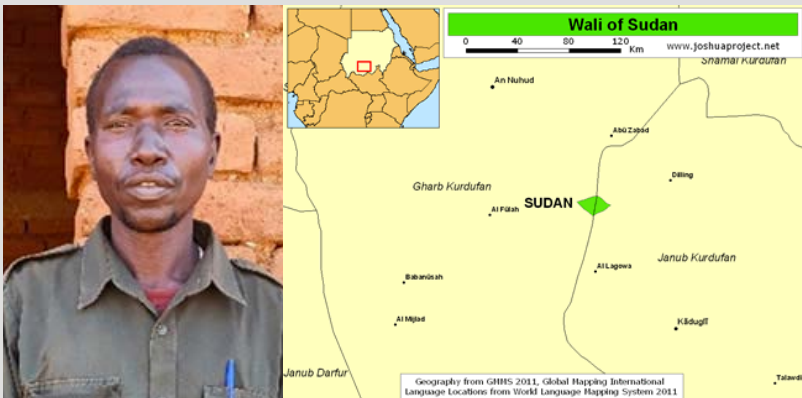 Wali of Sudan
0 40 80 120 Km www.joshuaproject.net
Shamal Kurdufan
An Nuhud
Abū Zabad
Dilling
Gharb Kurdufan
SUDAN
Al Fūlah
Janub Kurdufan
Al Lagowa
Babanūsah
Al Mijlad
Kāduglī
Janub Darfur
Talawdi
Geography from GMMS 2011, Global Mapping International
Language Locations from World Language Mapping System 2011